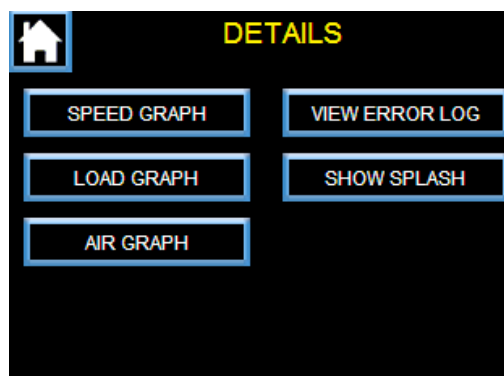 DETAILS
SPEED GRAPH
VIEW ERROR LOG
LOAD GRAPH
SHOW SPLASH
AIR GRAPH